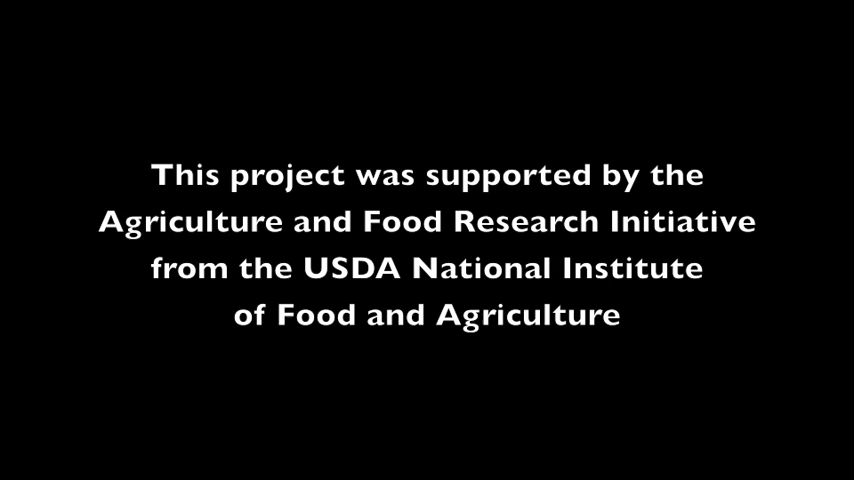 This project was supported by the
Agriculture and Food Research Initiative
from the USDA National Institute
of Food and Agriculture